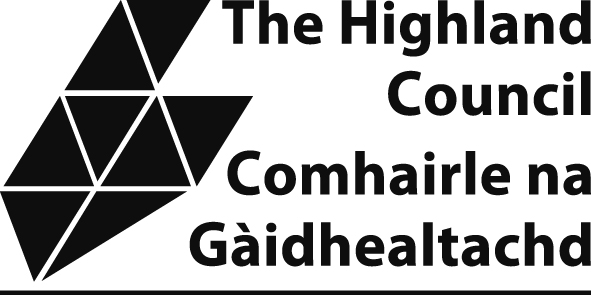 The Highland
Council
Comhairle na
Gàidhealtachd